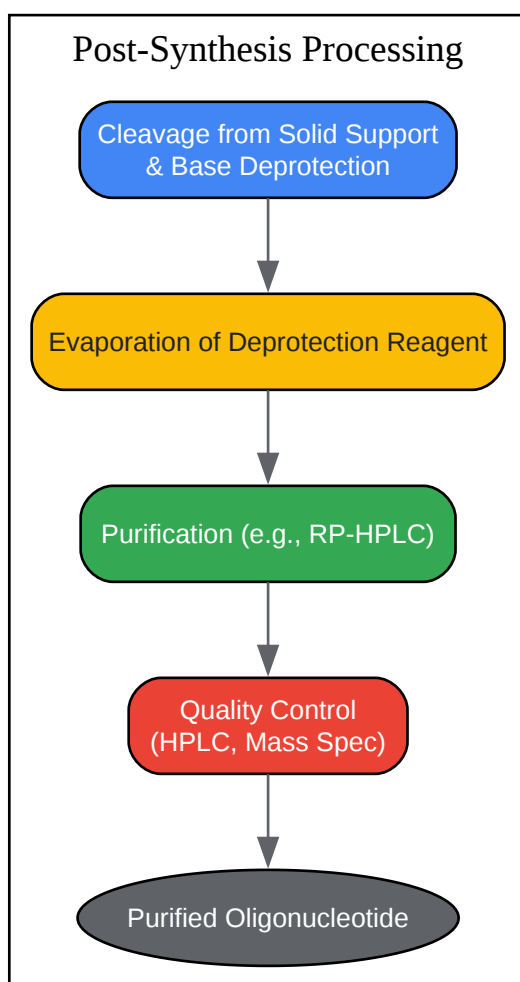 Post-Synthesis Processing
Cleavage from Solid Support
& Base Deprotection
Evaporation of Deprotection Reagent
Purification (e.g., RP-HPLC)
Quality Control
(HPLC, Mass Spec)
Purified Oligonucleotide